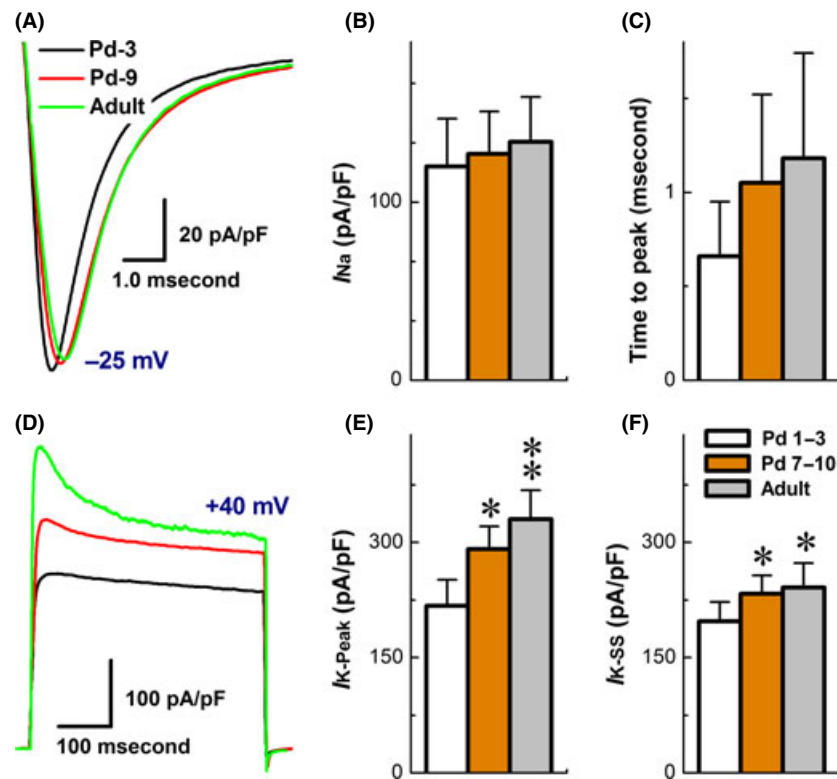 (A)
Pd-3
Pd-9
Adult
20 pA/pF
1.0 msecond
–25 mV
(B)
INa (pA/pF)
100
0
(C)
Time to peak (msecond)
1
0
(D)
+40 mV
100 pA/pF
100 msecond
(E)
IK-Peak (pA/pF)
300
150
0
*
**
(F)
Pd 1–3
Pd 7–10
Adult
IK-SS (pA/pF)
300
150
0
*
*